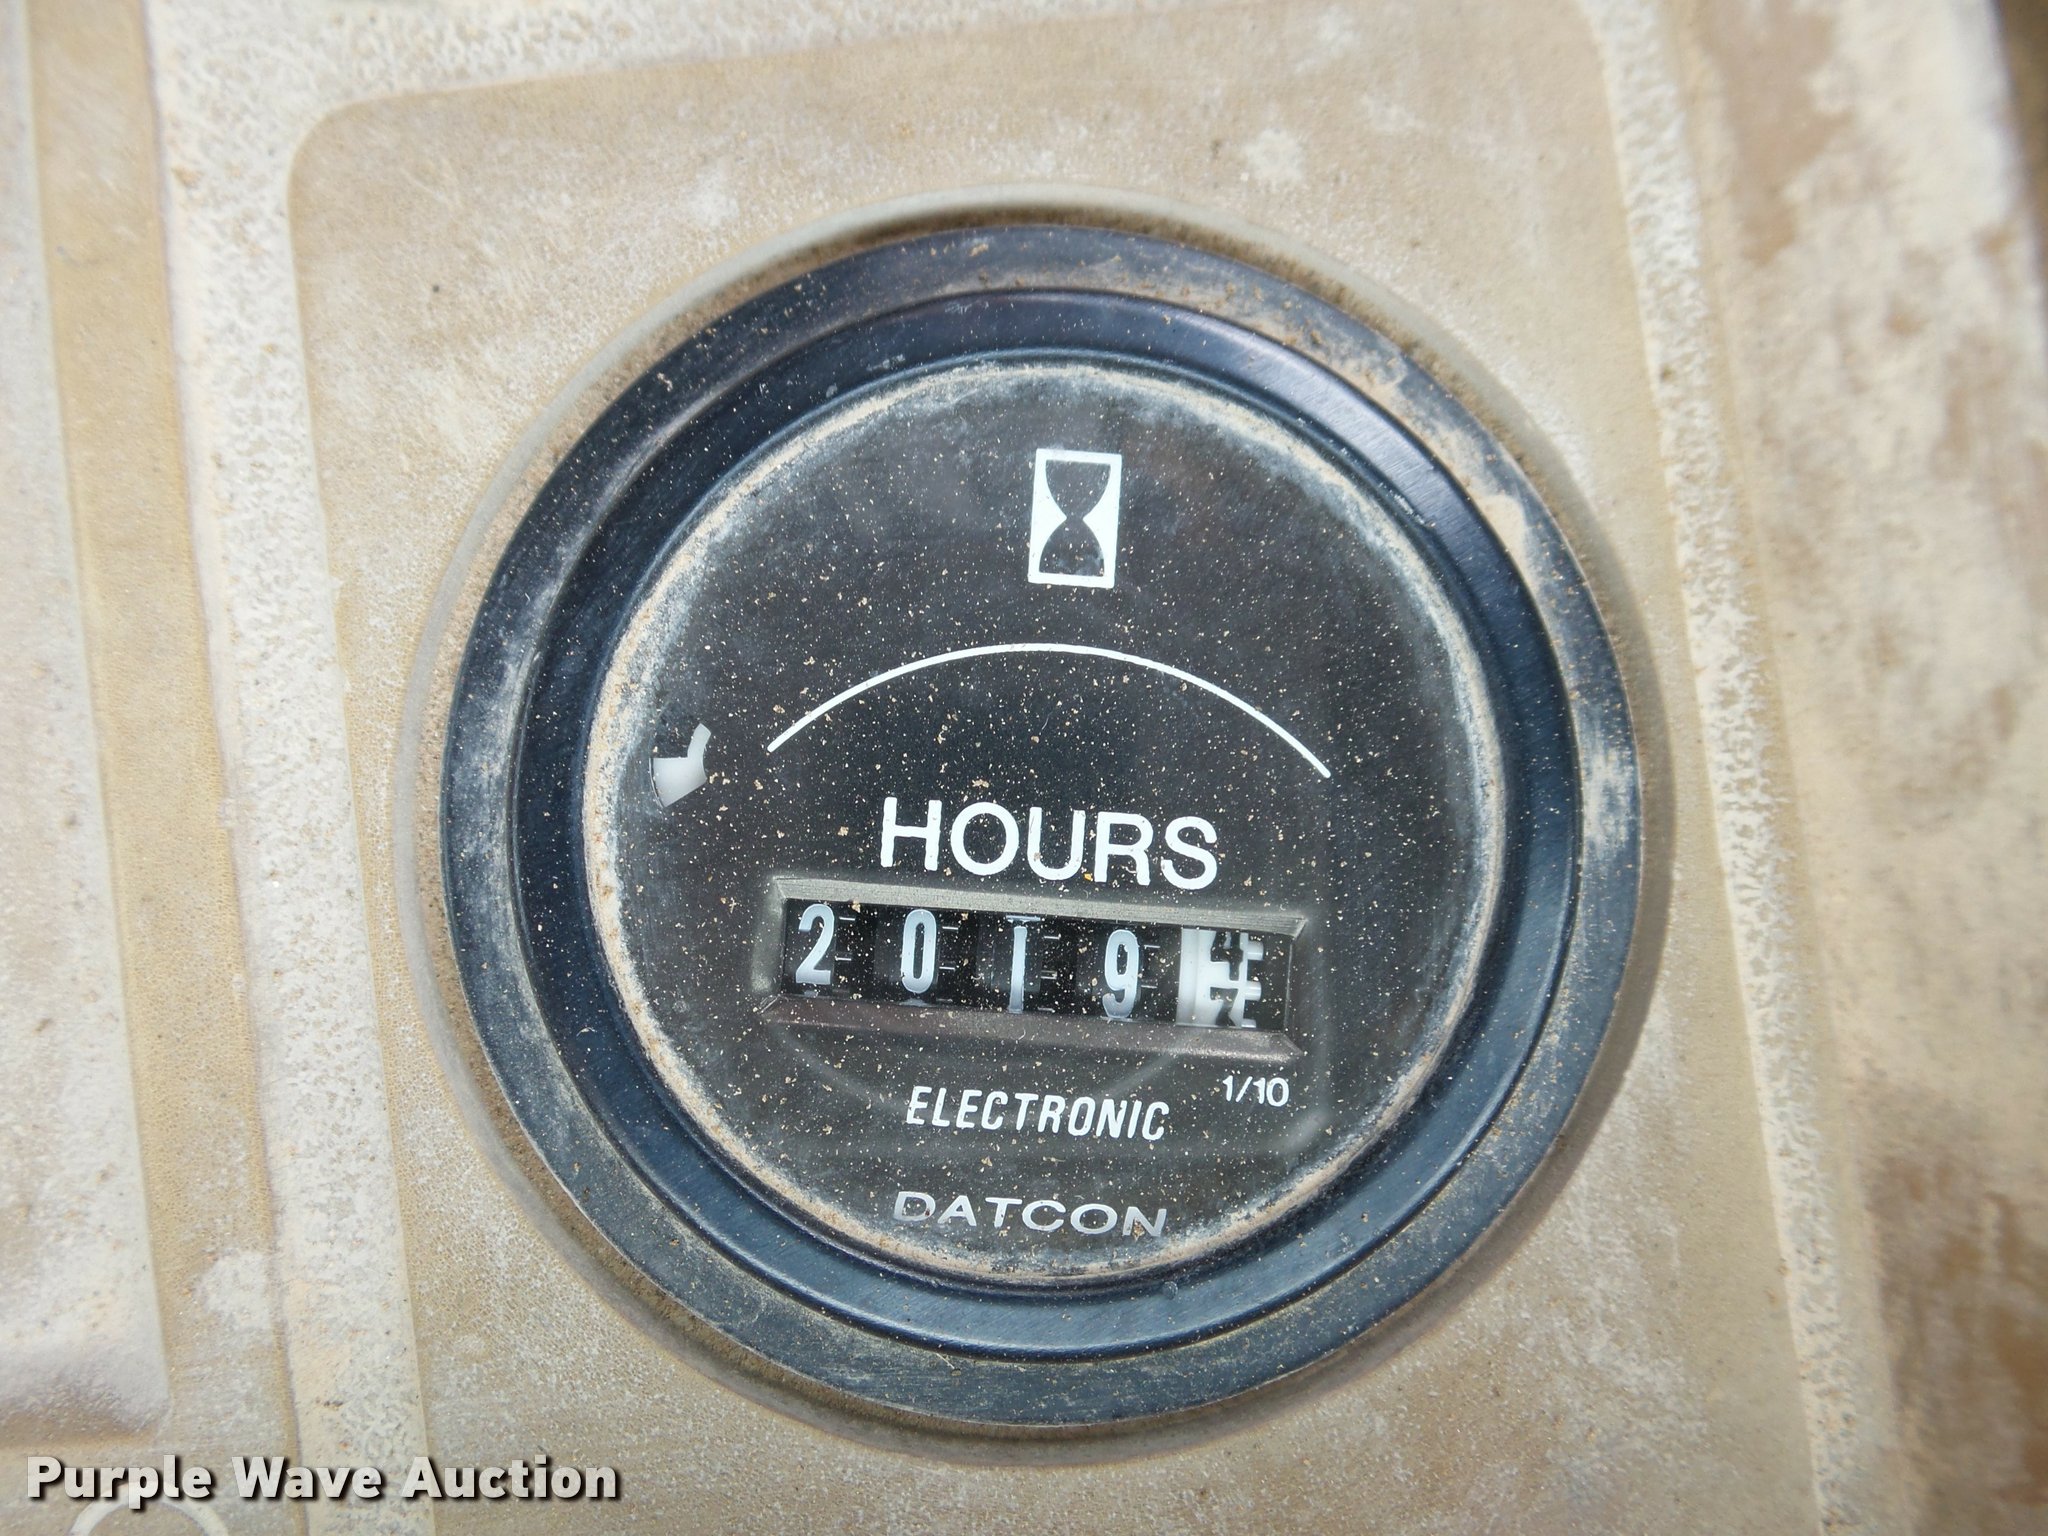 HOURS
2019
1/10
ELECTRONIC
DATCON
Purple Wave Auction